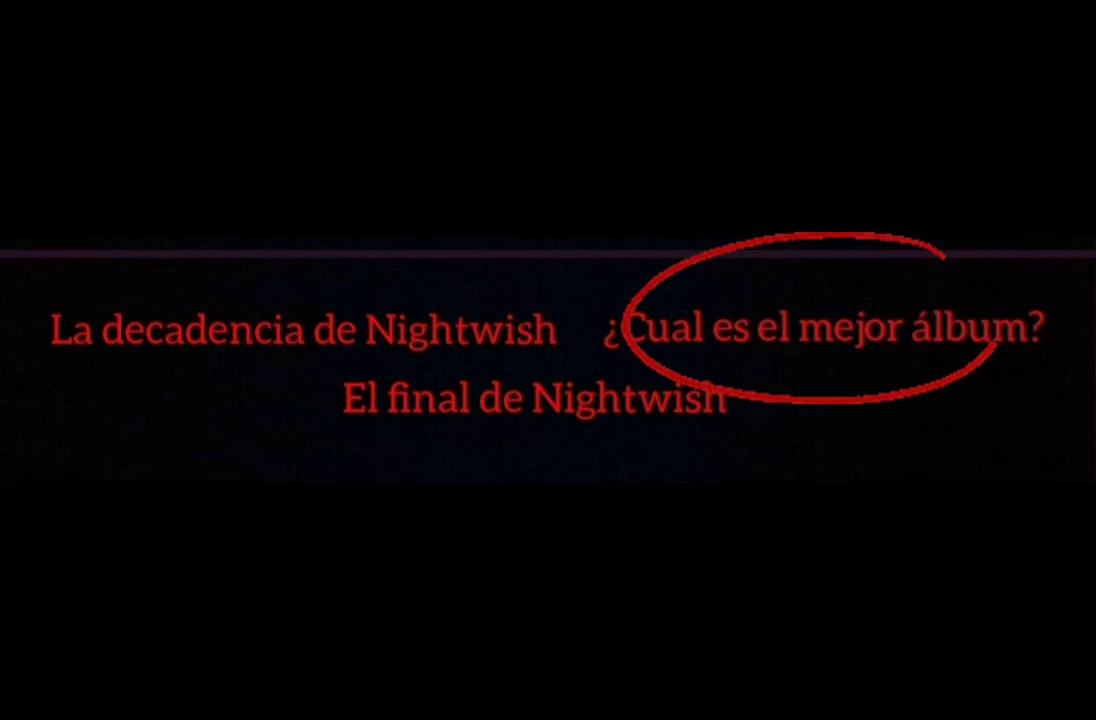 La decadencia de Nightwish
¿Cual es el mejor álbum?
El final de Nightwish